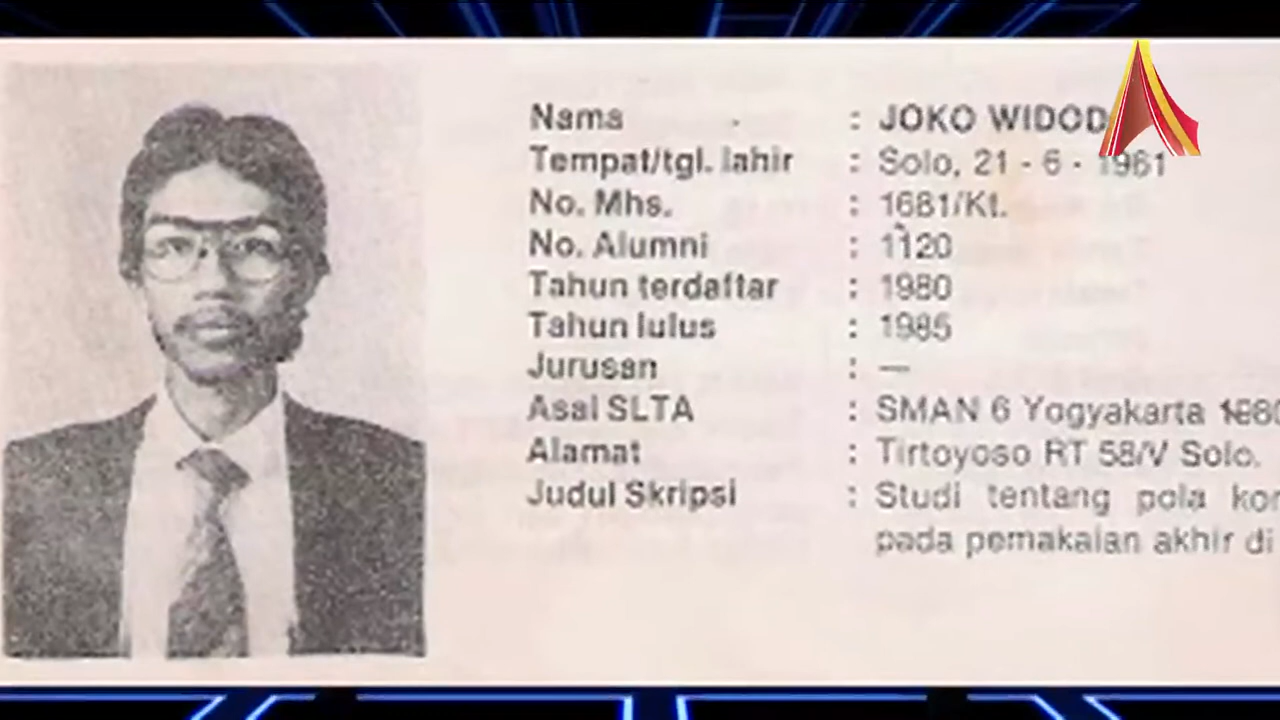 Nama : JOKO WIDOD
Tempat/tgl. lahir : Solo, 21 - 6 - 1961
No. Mhs. : 1681/Kt.
No. Alumni : 1120
Tahun terdaftar : 1980
Tahun lulus : 1985
Jurusan : —
Asal SLTA : SMAN 6 Yogyakarta
Alamat : Tirtoyoso RT 58/V Solo.
Judul Skripsi : Studi tentang pola kon
pada pemakaian akhir di